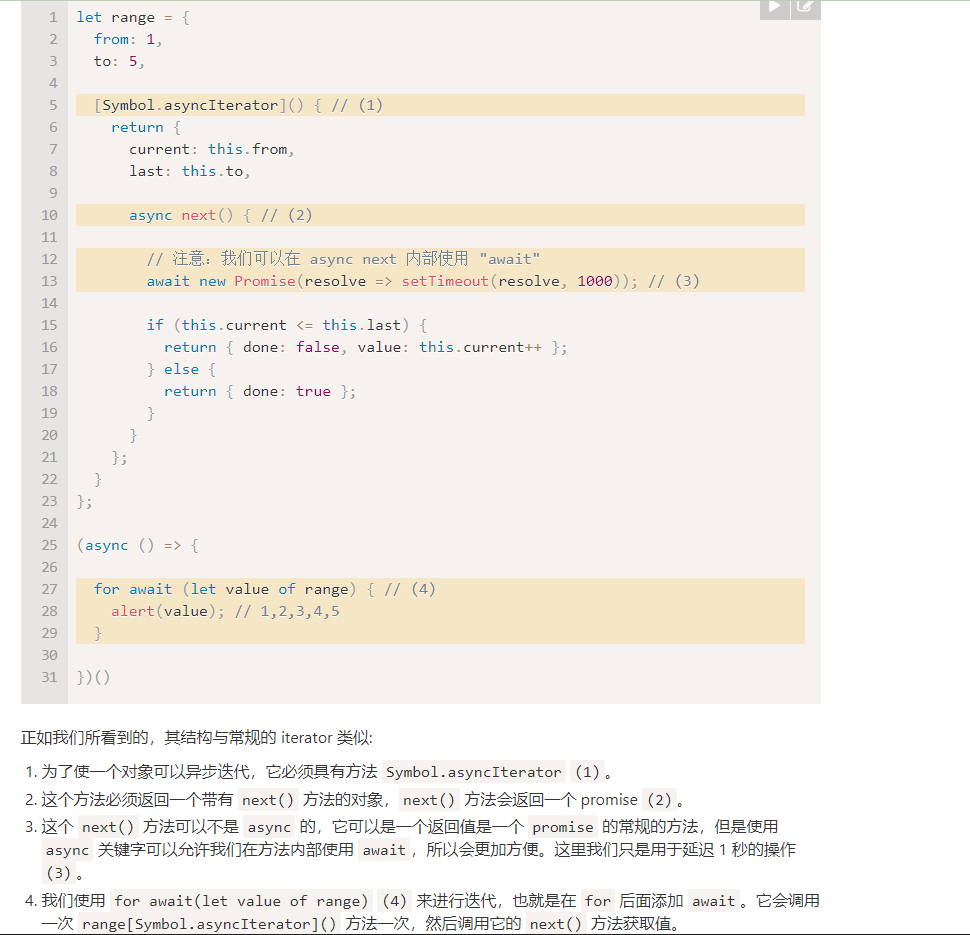 1 let range = {
2   from: 1,
3   to: 5,
4
5   [Symbol.asyncIterator]() { // (1)
6     return {
7       current: this.from,
8       last: this.to,
9
10       async next() { // (2)
11
12         // 注意：我们可以在 async next 内部使用 "await"
13         await new Promise(resolve => setTimeout(resolve, 1000)); // (3)
14
15         if (this.current <= this.last) {
16           return { done: false, value: this.current++ };
17         } else {
18           return { done: true };
19         }
20       }
21     };
22   }
23 };
24
25 (async () => {
26
27   for await (let value of range) { // (4)
28     alert(value); // 1,2,3,4,5
29   }
30
31 })()
正如我们所看到的，其结构与常规的 iterator 类似:
1. 为了使一个对象可以异步迭代，它必须具有方法 Symbol.asyncIterator (1)。
2. 这个方法必须返回一个带有 next() 方法的对象，next() 方法会返回一个 promise (2)。
3. 这个 next() 方法可以不是 async 的，它可以是一个返回值是一个 promise 的常规的方法，但是使用
async 关键字可以允许我们在方法内部使用 await，所以会更加方便。这里我们只是用于延迟 1 秒的操作
(3)。
4. 我们使用 for await(let value of range) (4) 来进行迭代，也就是在 for 后面添加 await。它会调用
一次 range[Symbol.asyncIterator]() 方法一次，然后调用它的 next() 方法获取值。